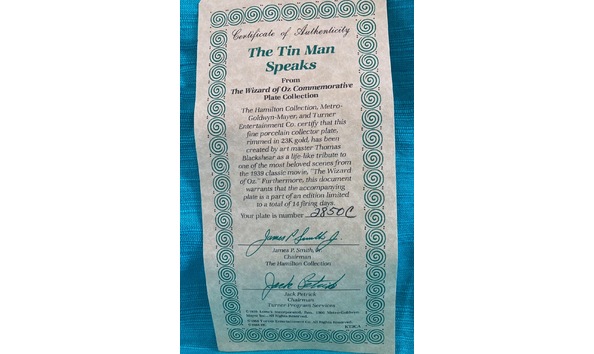 Certificate of Authenticity
The Tin Man
Speaks
From
The Wizard of Oz Commemorative
Plate Collection
The Hamilton Collection, Metro-
Goldwyn-Mayer, and Turner
Entertainment Co. certify that this
fine porcelain collector plate,
rimmed in 23K gold, has been
created by art master Thomas
Blackshear as a life-like tribute to
one of the most beloved scenes from
the 1939 classic movie, "The Wizard
of Oz." Furthermore, this document
warrants that the accompanying
plate is a part of an edition limited
to a total of 14 firing days.
Your plate is number 2850C
James P. Smith, Jr.
James P. Smith, Jr.
Chairman
The Hamilton Collection
Jack Petrick
Jack Petrick
Chairman
Turner Program Services